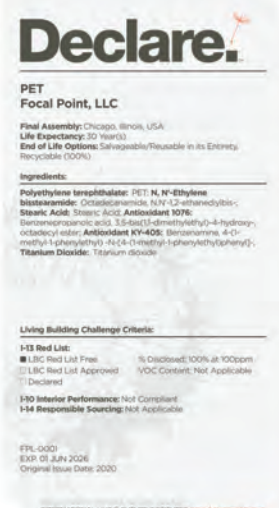 Declare.
PET
Focal Point, LLC
Final Assembly: Chicago, Illinois, USA
Life Expectancy: 30 Year(s)
End of Life Options: Salvageable/Reusable in its Entirety,
Recyclable (100%)
Ingredients:
Polyethylene terephthalate: PET; N, N'-Ethylene
bisstearamide: Octadecanamide, N,N'-1,2-ethanediylbis-;
Stearic Acid: Stearic Acid; Antioxidant 1076:
Benzenepropanoic acid, 3,5-bis(1,1-dimethylethyl)-4-hydroxy-,
octadecyl ester; Antioxidant KY-405: Benzenamine, 4-(1-
methyl-1-phenylethyl) -N-[4-(1-methyl-1-phenylethyl)phenyl]-;
Titanium Dioxide: Titanium dioxide
Living Building Challenge Criteria:
I-13 Red List:
LBC Red List Free % Disclosed: 100% at 100ppm
LBC Red List Approved VOC Content: Not Applicable
Declared
I-10 Interior Performance: Not Compliant
I-14 Responsible Sourcing: Not Applicable
FPL-0001
EXP. 01 JUN 2026
Original Issue Date: 2020